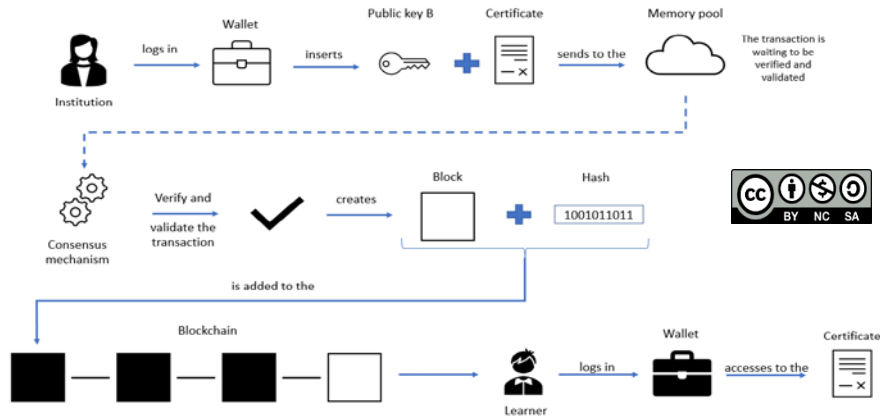 Public key B
Certificate
Memory pool
Wallet
logs in
inserts
sends to the
The transaction is
waiting to be
verified and
validated
Institution
Block
Hash
Verify and
validate the
transaction
creates
1001011011
Consensus
mechanism
cc
BY NC SA
is added to the
Blockchain
Wallet
Certificate
logs in
accesses to the
Learner